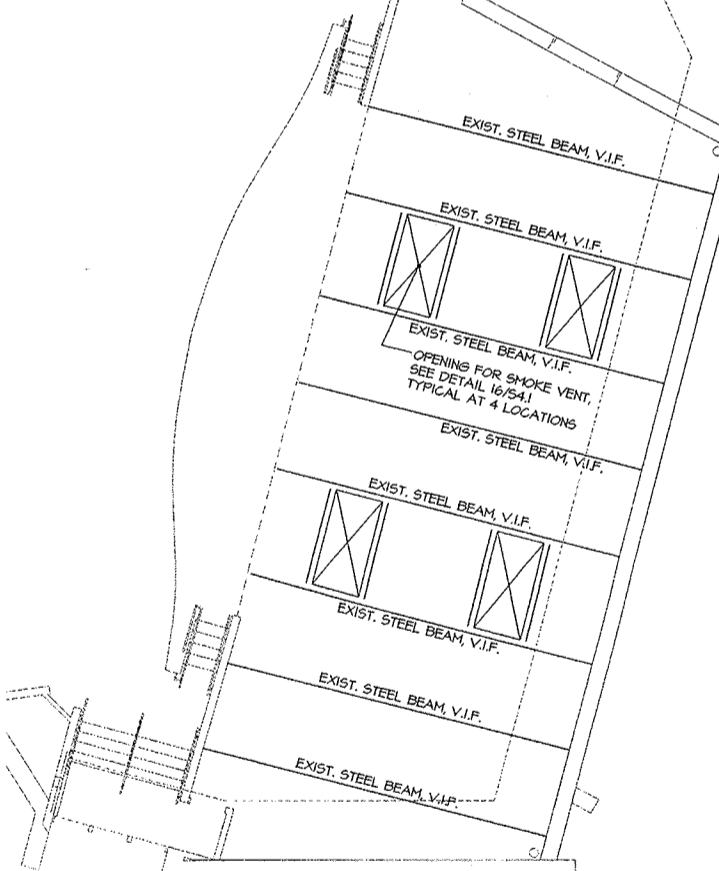 EXIST. STEEL BEAM, V.I.F.
EXIST. STEEL BEAM, V.I.F.
EXIST. STEEL BEAM, V.I.F.
OPENING FOR SMOKE VENT,
SEE DETAIL 16/S4.1
TYPICAL AT 4 LOCATIONS
EXIST. STEEL BEAM, V.I.F.
EXIST. STEEL BEAM, V.I.F.
EXIST. STEEL BEAM, V.I.F.
EXIST. STEEL BEAM, V.I.F.
EXIST. STEEL BEAM, V.I.F.